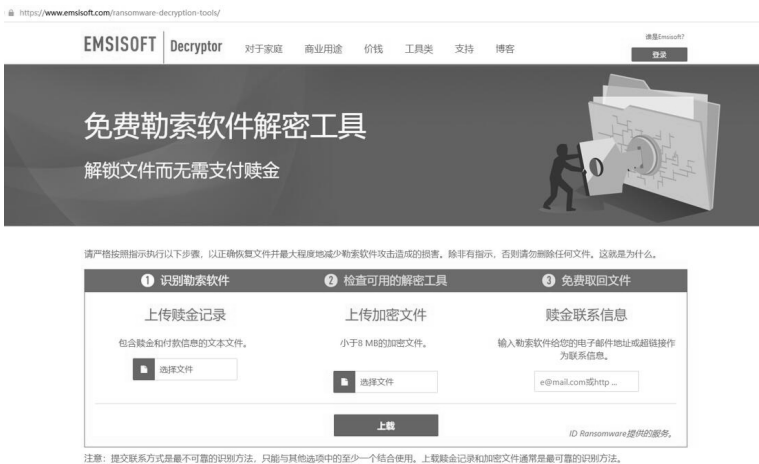 https://www.emsisoft.com/ransomware-decryption-tools/
EMSISOFT Decryptor 对于家庭 商业用途 价钱 工具类 支持 博客
谁是Emsisoft?
登录
免费勒索软件解密工具
解锁文件而无需支付赎金
请严格按照指示执行以下步骤，以正确恢复文件并最大程度地减少勒索软件攻击造成的损害。除非有指示，否则请勿删除任何文件。这就是为什么。
1 识别勒索软件 2 检查可用的解密工具 3 免费取回文件
上传赎金记录 上传加密文件 赎金联系信息
包含赎金和付款信息的文本文件。 小于8 MB的加密文件。 输入勒索软件给您的电子邮件地址或超链接作
为联系信息。
选择文件 选择文件 e@mail.com或http ...
上载
ID Ransomware提供的服务。
注意：提交联系方式是最不可靠的识别方法，只能与其他选项中的至少一个结合使用。上载赎金记录和加密文件通常是最可靠的识别方法。